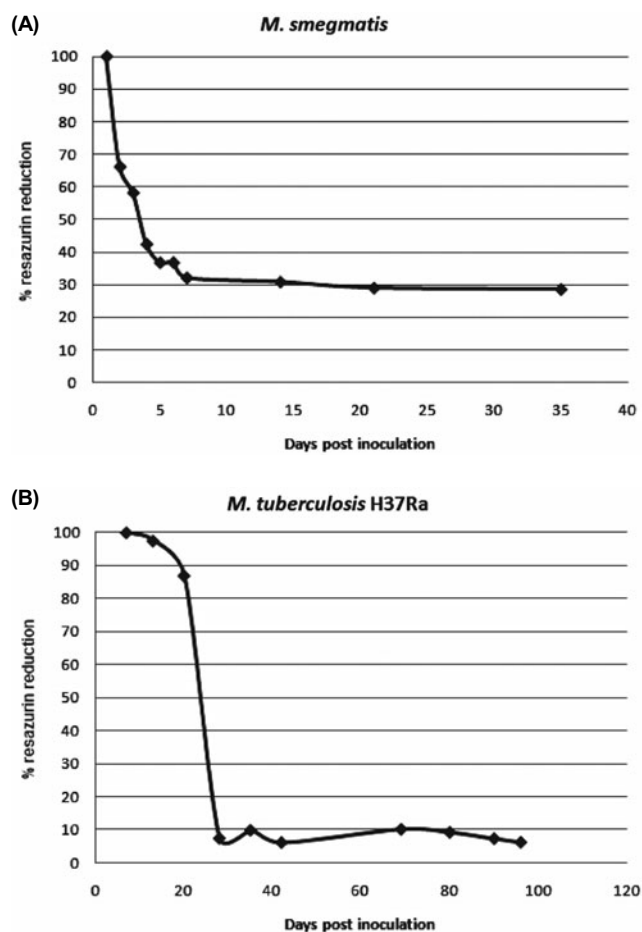 (A)
M. smegmatis
100
90
80
70
60
50
40
30
20
10
0
% resazurin reduction
0 5 10 15 20 25 30 35 40
Days post inoculation
(B)
M. tuberculosis H37Ra
100
90
80
70
60
50
40
30
20
10
0
% resazurin reduction
0 20 40 60 80 100 120
Days post inoculation